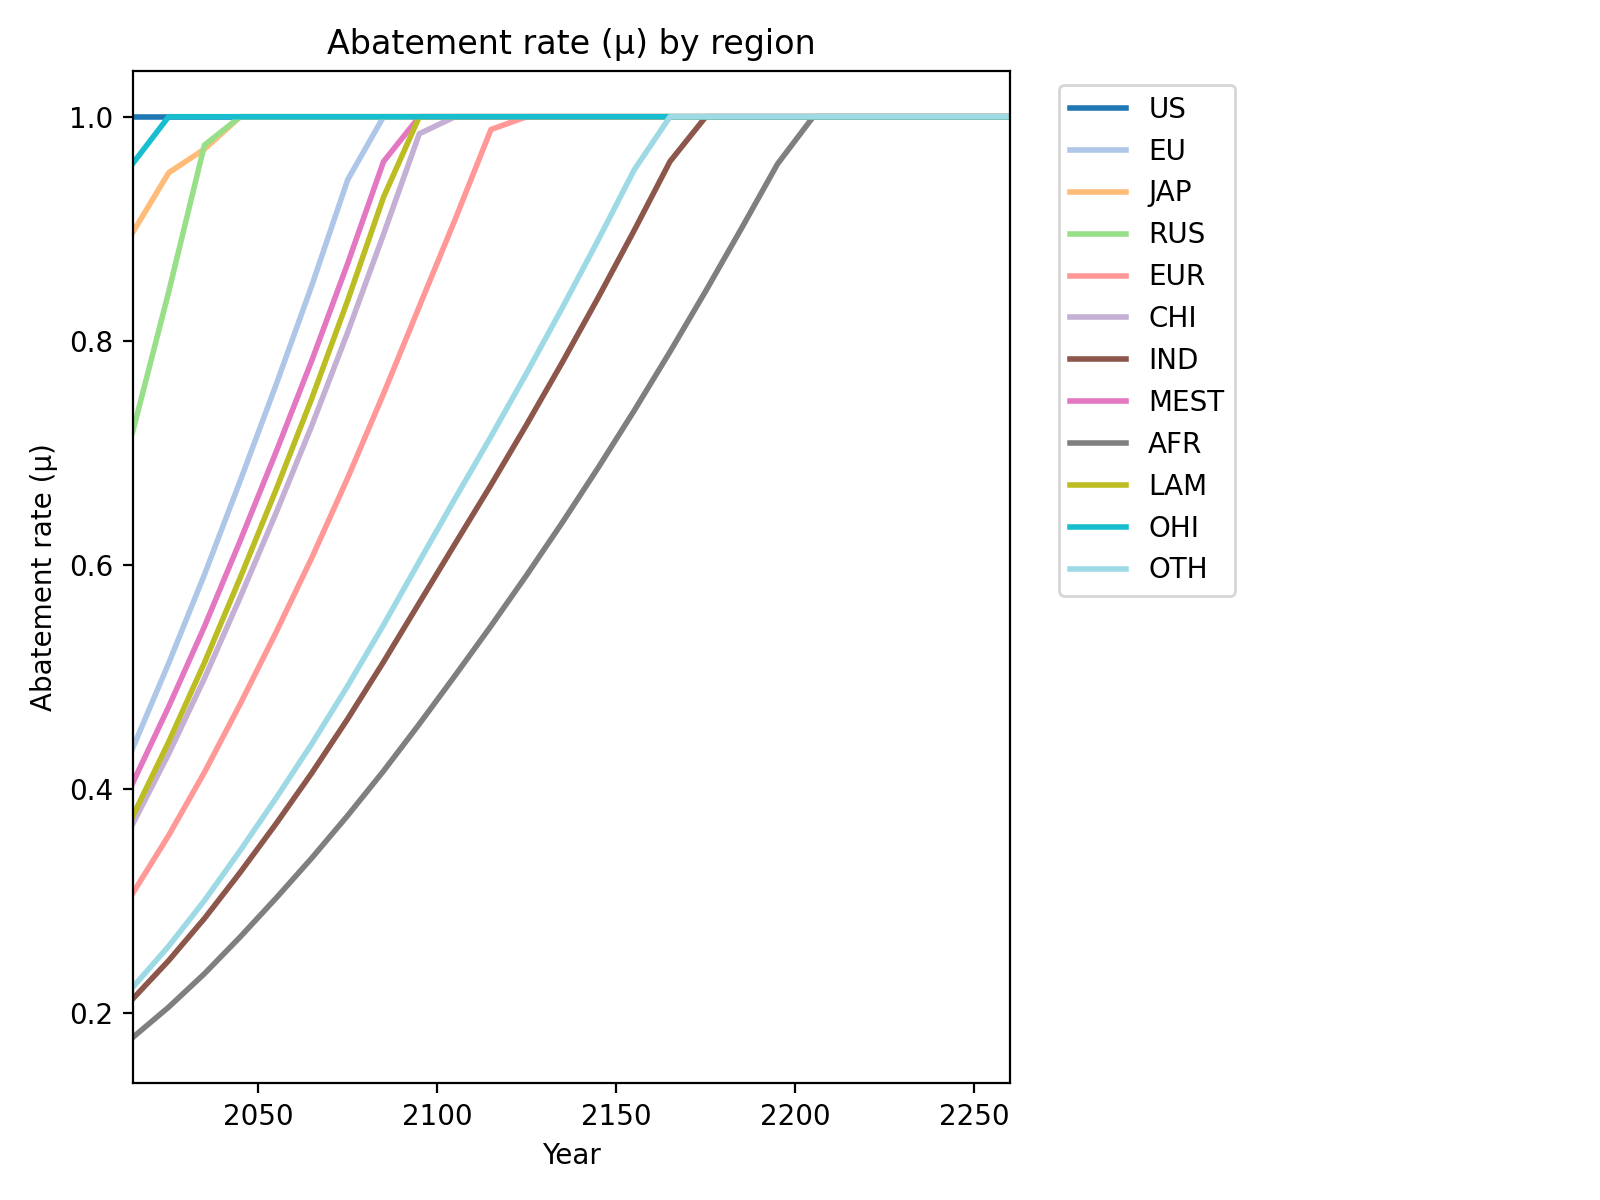 Abatement rate (μ) by region
Abatement rate (μ)
1.0
0.8
0.6
0.4
0.2
2050
2100
2150
2200
2250
Year
US
EU
JAP
RUS
EUR
CHI
IND
MEST
AFR
LAM
OHI
OTH